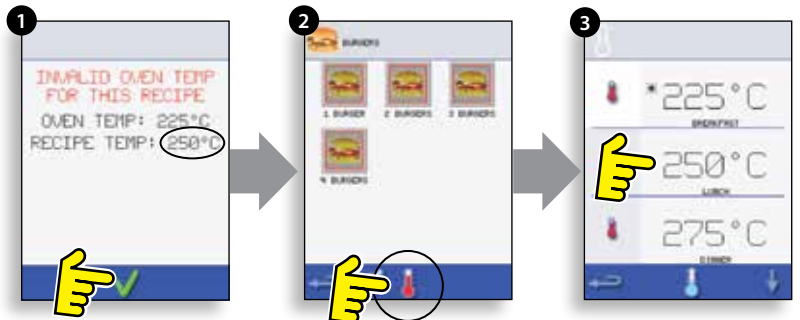 1
INVALID OVEN TEMP
FOR THIS RECIPE
OVEN TEMP: 225°C
RECIPE TEMP: 250°C
2
BURGERS
1 BURGER 2 BURGERS 3 BURGERS
4 BURGERS
3
*225°C
BREAKFAST
250°C
LUNCH
275°C
DINNER